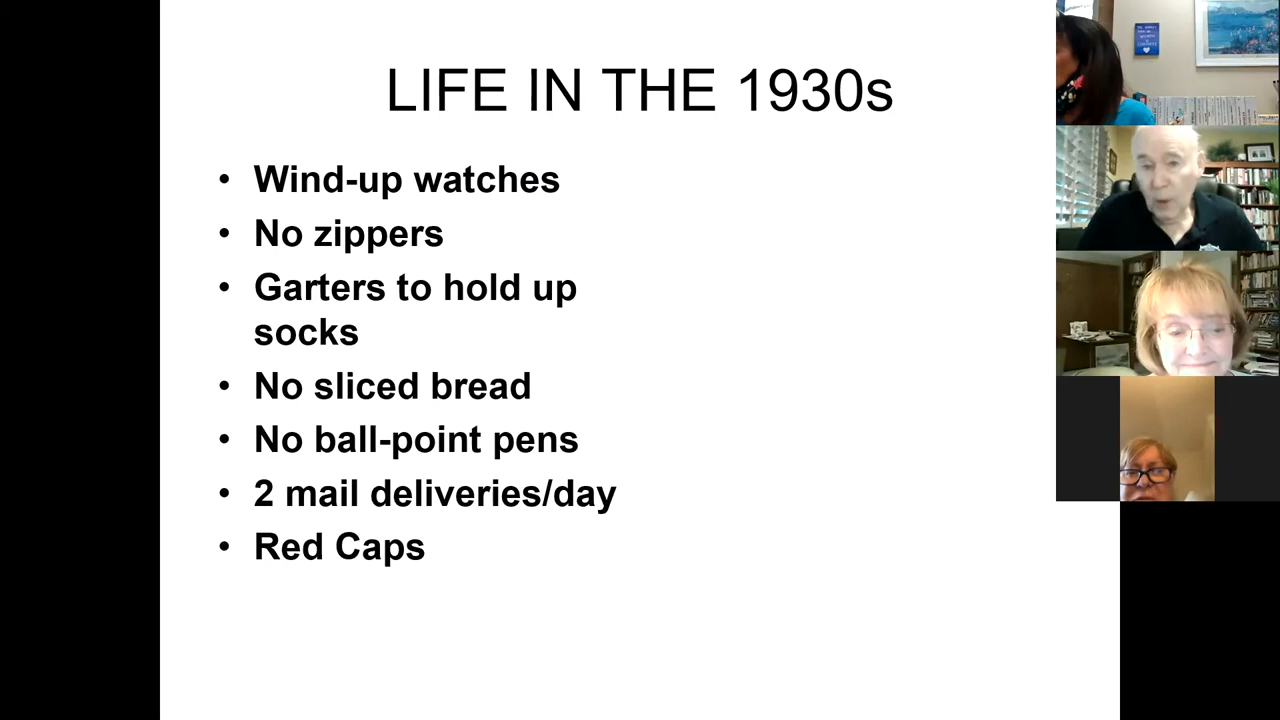 LIFE IN THE 1930s
• Wind-up watches
• No zippers
• Garters to hold up
socks
• No sliced bread
• No ball-point pens
• 2 mail deliveries/day
• Red Caps